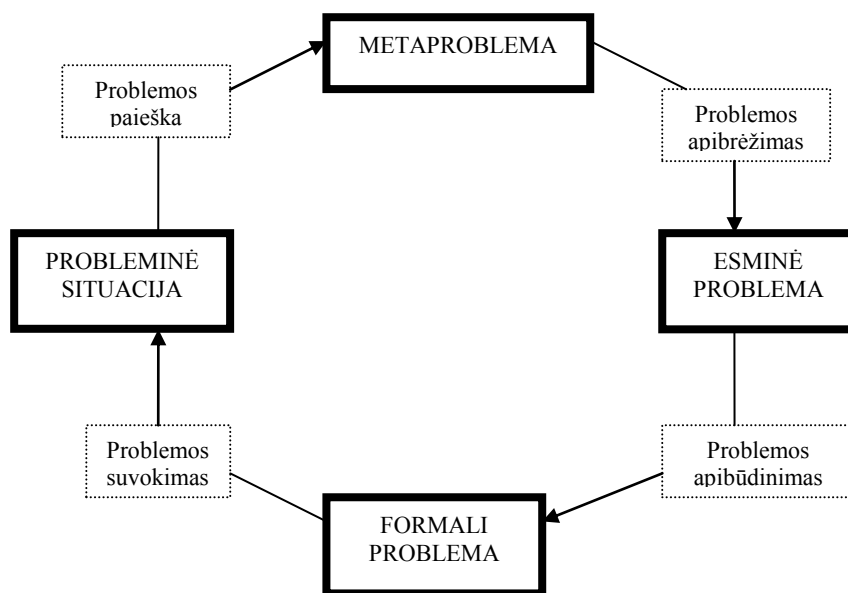 METAPROBLEMA
Problemos
paieška
Problemos
apibrėžimas
PROBLEMINĖ
SITUACIJA
ESMINĖ
PROBLEMA
Problemos
suvokimas
Problemos
apibūdinimas
FORMALI
PROBLEMA